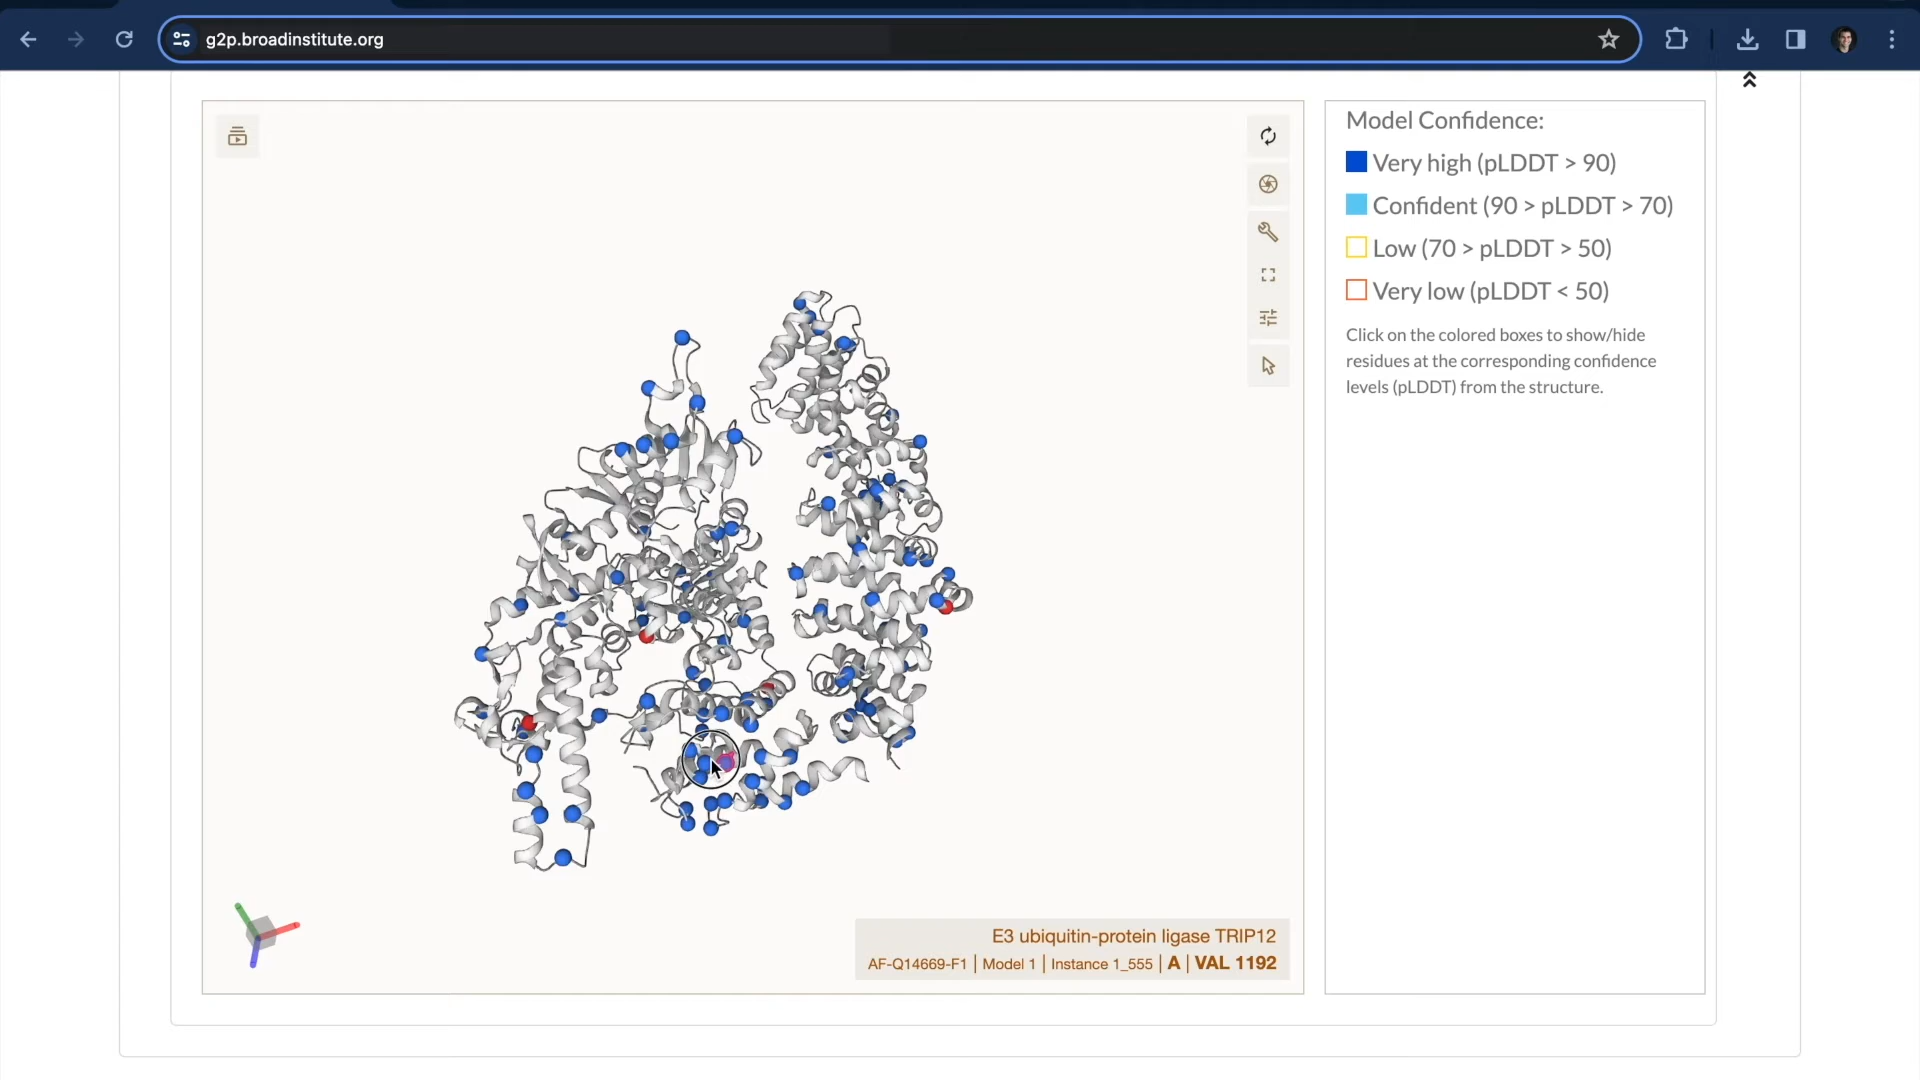 g2p.broadinstitute.org
Model Confidence:
Very high (pLDDT > 90)
Confident (90 > pLDDT > 70)
Low (70 > pLDDT > 50)
Very low (pLDDT < 50)
Click on the colored boxes to show/hide
residues at the corresponding confidence
levels (pLDDT) from the structure.
E3 ubiquitin-protein ligase TRIP12
AF-Q14669-F1 | Model 1 | Instance 1_555 | A | VAL 1192